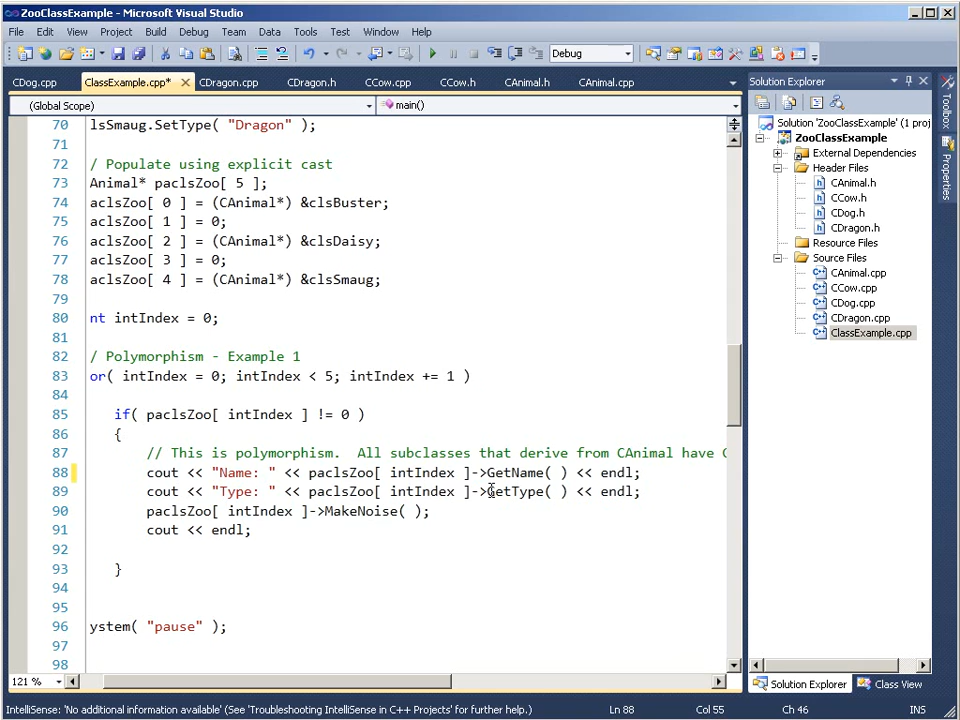 ZooClassExample - Microsoft Visual Studio
File Edit View Project Build Debug Team Data Tools Test Window Help
Debug
CDog.cpp ClassExample.cpp* CDragon.cpp CDragon.h CCow.cpp CCow.h CAnimal.h CAnimal.cpp
(Global Scope) main()
70 lsSmaug.SetType( "Dragon" );
71
72 / Populate using explicit cast
73 Animal* paclsZoo[ 5 ];
74 aclsZoo[ 0 ] = (CAnimal*) &clsBuster;
75 aclsZoo[ 1 ] = 0;
76 aclsZoo[ 2 ] = (CAnimal*) &clsDaisy;
77 aclsZoo[ 3 ] = 0;
78 aclsZoo[ 4 ] = (CAnimal*) &clsSmaug;
79
80 nt intIndex = 0;
81
82 / Polymorphism - Example 1
83 or( intIndex = 0; intIndex < 5; intIndex += 1 )
84
85 if( paclsZoo[ intIndex ] != 0 )
86 {
87 // This is polymorphism.  All subclasses that derive from CAnimal have
88 cout << "Name: " << paclsZoo[ intIndex ]->GetName( ) << endl;
89 cout << "Type: " << paclsZoo[ intIndex ]->GetType( ) << endl;
90 paclsZoo[ intIndex ]->MakeNoise( );
91 cout << endl;
92
93 }
94
95
96 ystem( "pause" );
97
98
121 %
Solution Explorer
Solution 'ZooClassExample' (1 proj
ZooClassExample
External Dependencies
Header Files
CAnimal.h
CCow.h
CDog.h
CDragon.h
Resource Files
Source Files
CAnimal.cpp
CCow.cpp
CDog.cpp
CDragon.cpp
ClassExample.cpp
Solution Explorer Class View
Toolbox
Properties
IntelliSense: 'No additional information available' (See 'Troubleshooting IntelliSense in C++ Projects' for further help.) Ln 88 Col 55 Ch 46 INS